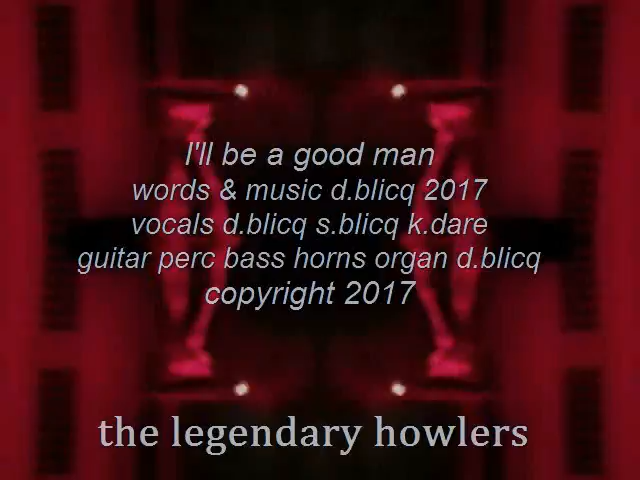 I'll be a good man
words & music d.blicq 2017
vocals d.blicq s.blicq k.dare
guitar perc bass horns organ d.blicq
copyright 2017
the legendary howlers